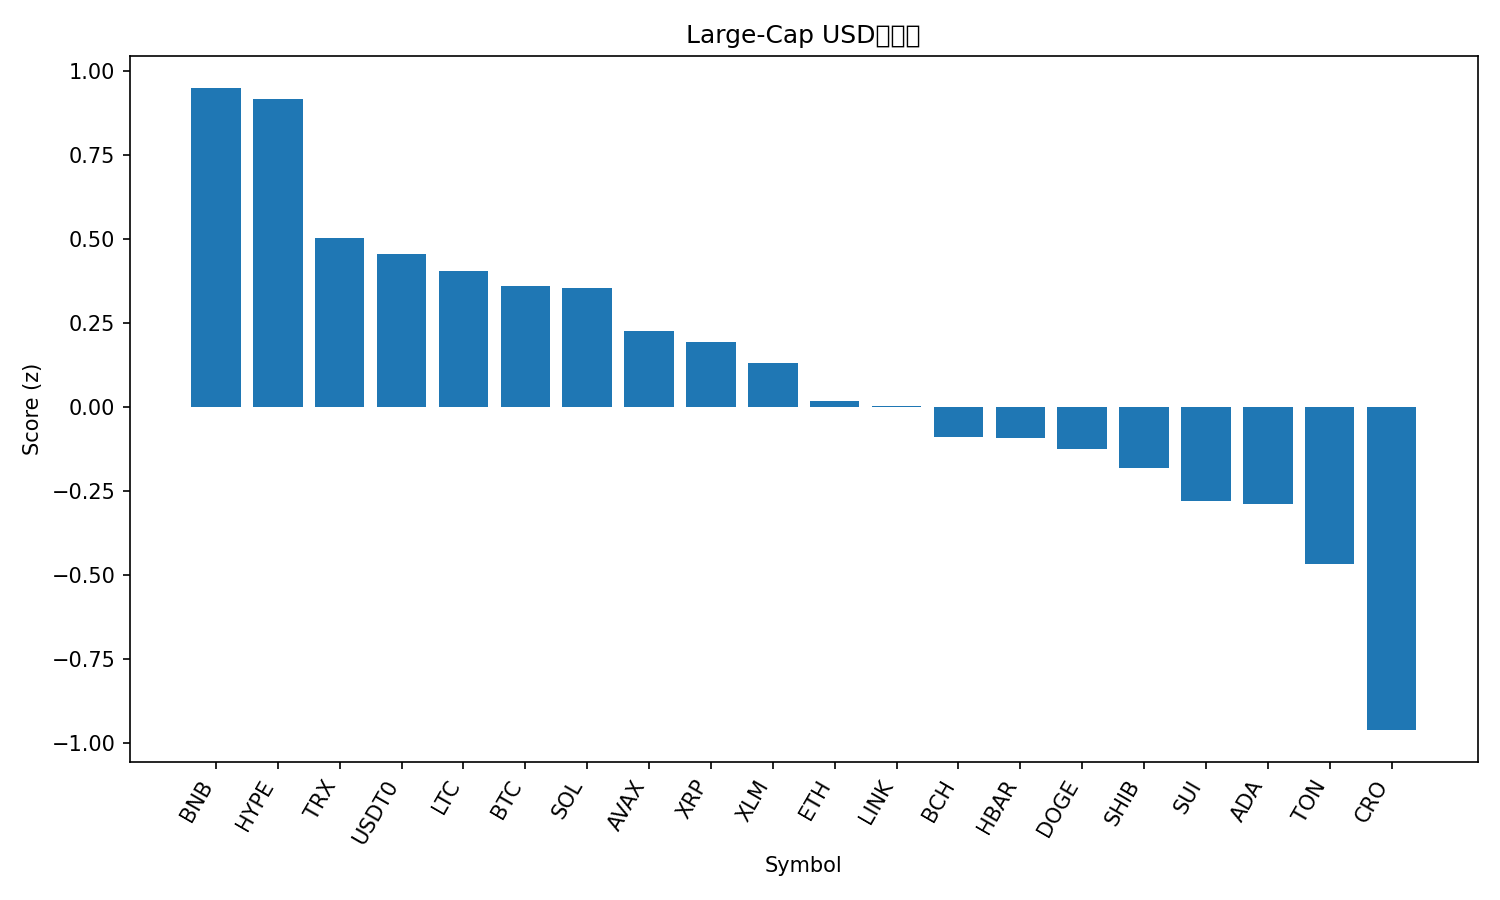 Large-Cap USD
1.00
0.75
0.50
0.25
0.00
−0.25
−0.50
−0.75
−1.00
Score (z)
BNB
HYPE
TRX
USDT0
LTC
BTC
SOL
AVAX
XRP
XLM
ETH
LINK
BCH
HBAR
DOGE
SHIB
SUI
ADA
TON
CRO
Symbol